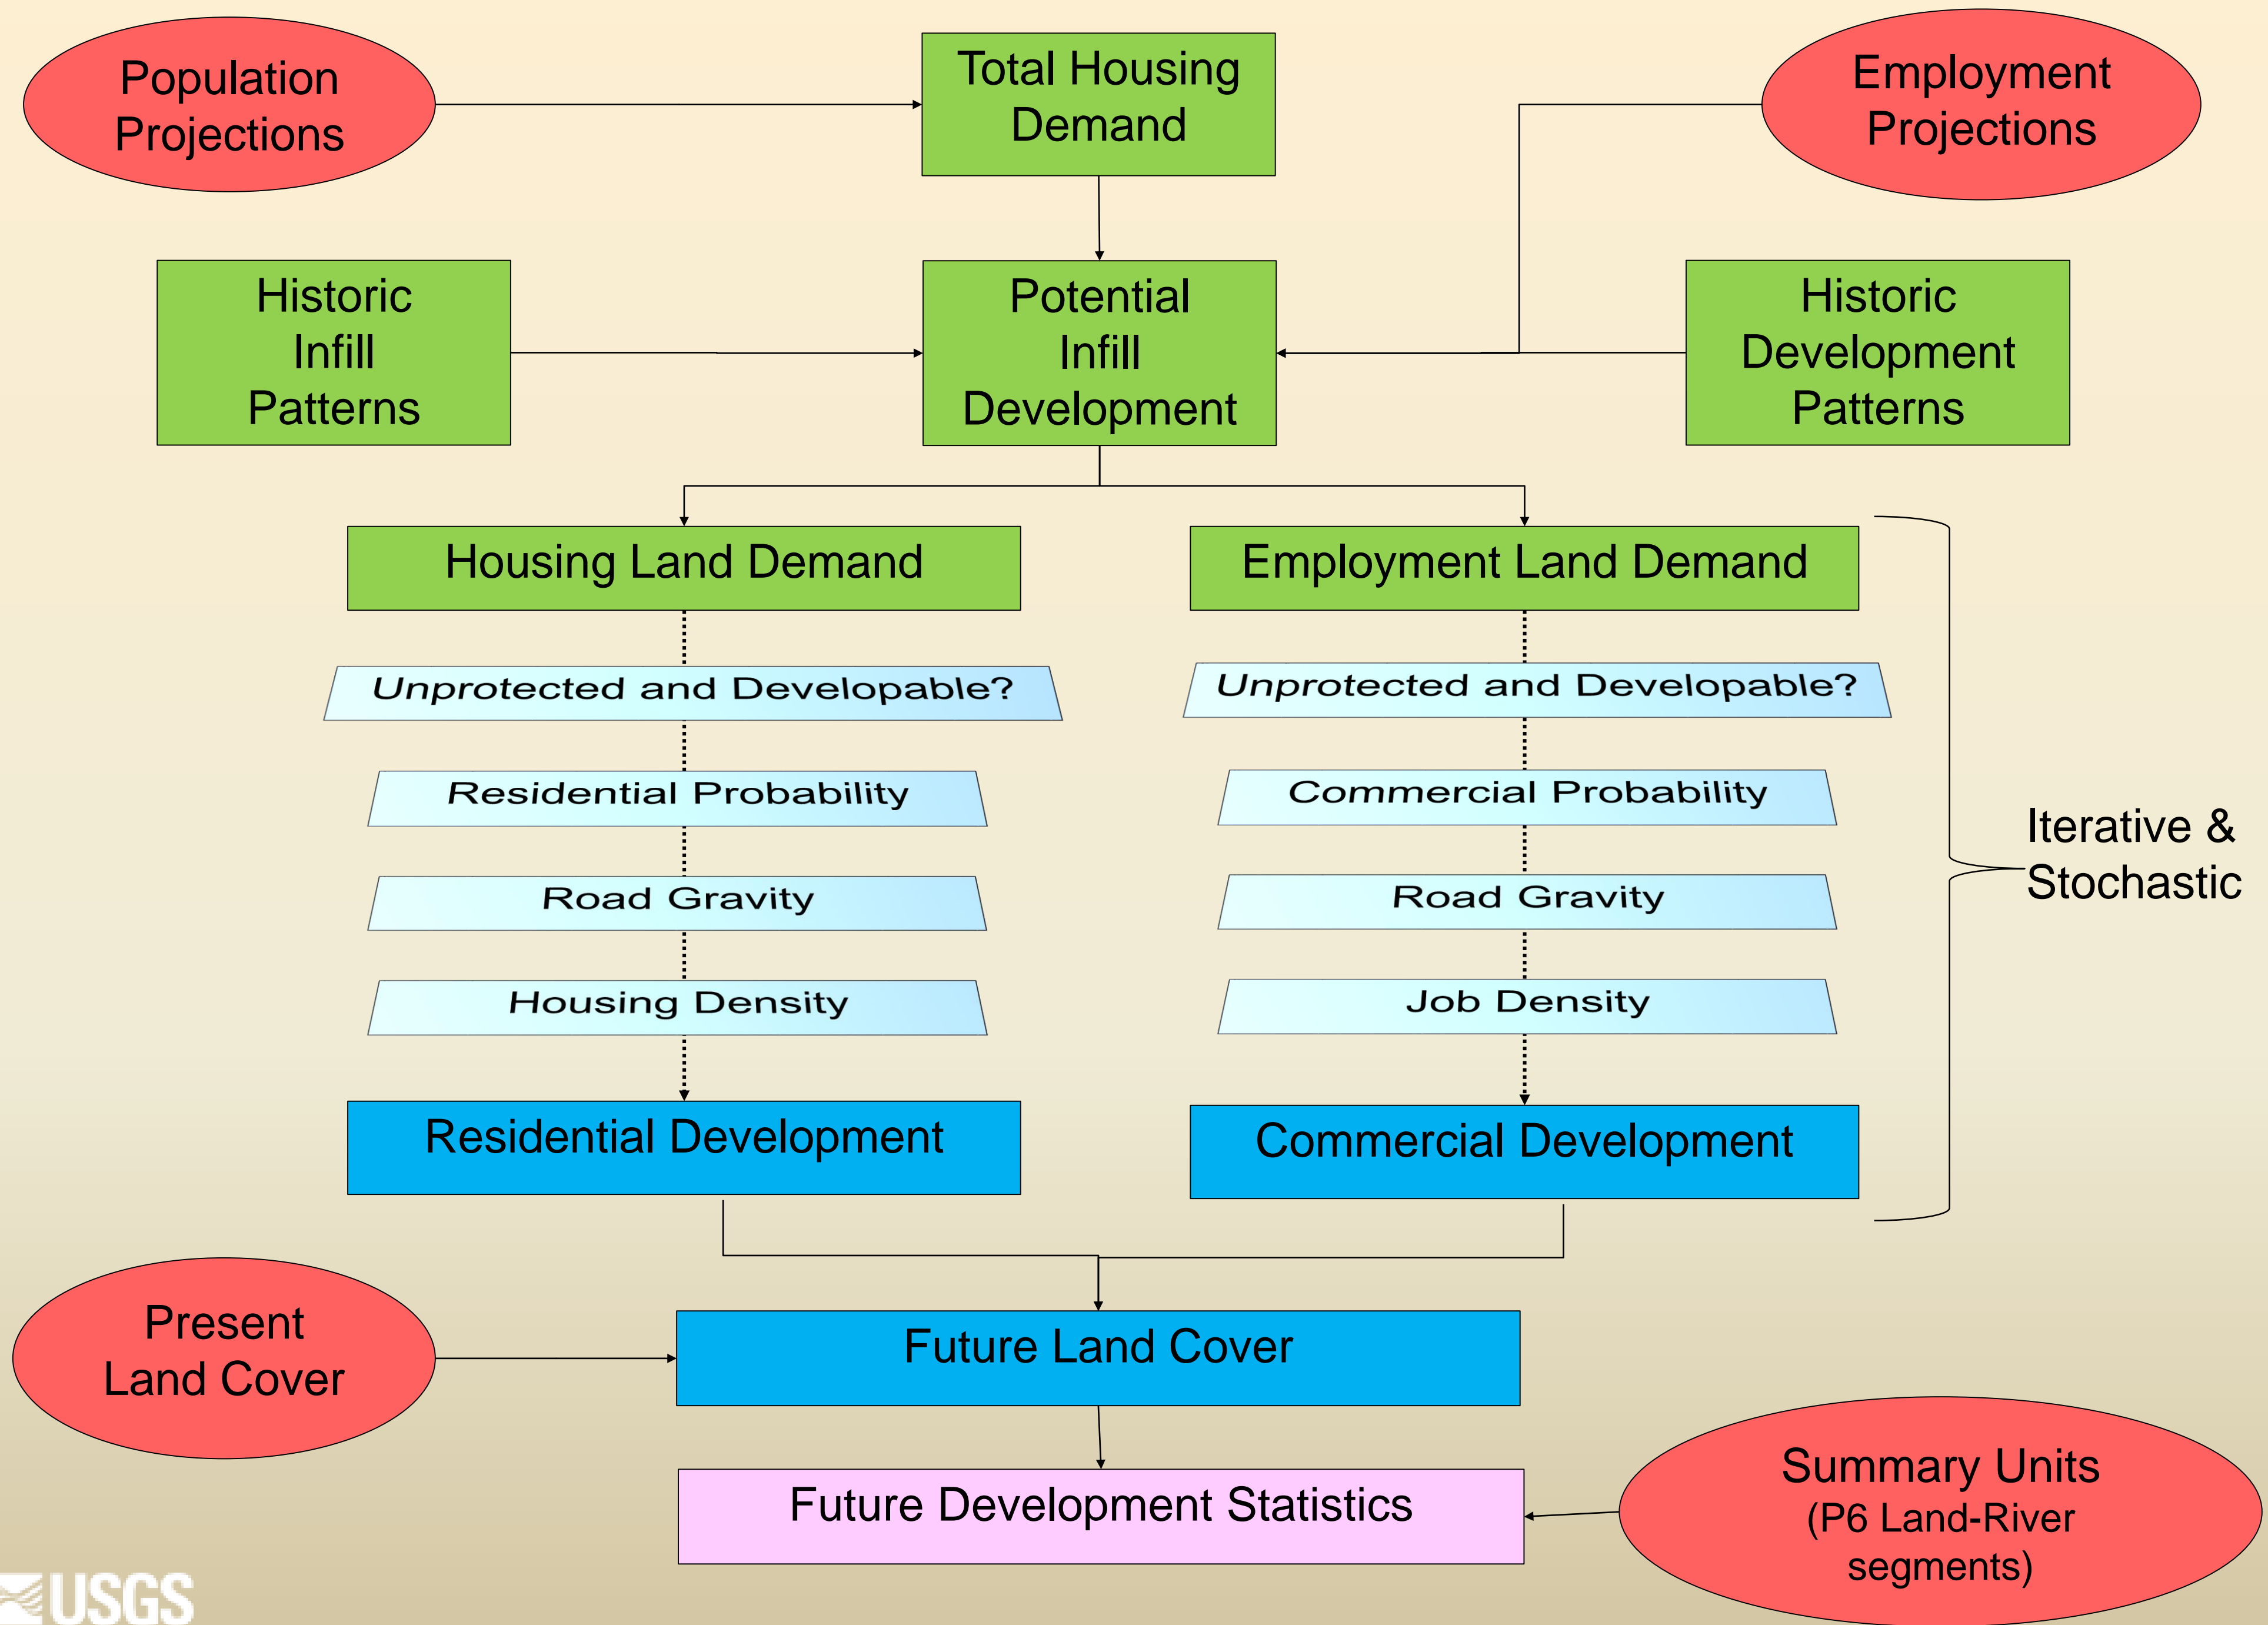 Population
Projections
Total Housing
Demand
Employment
Projections
Historic
Infill
Patterns
Potential
Infill
Development
Historic
Development
Patterns
Housing Land Demand
Employment Land Demand
Unprotected and Developable?
Unprotected and Developable?
Residential Probability
Commercial Probability
Road Gravity
Road Gravity
Housing Density
Job Density
Iterative &
Stochastic
Residential Development
Commercial Development
Present
Land Cover
Future Land Cover
Future Development Statistics
Summary Units
(P6 Land-River
segments)
USGS